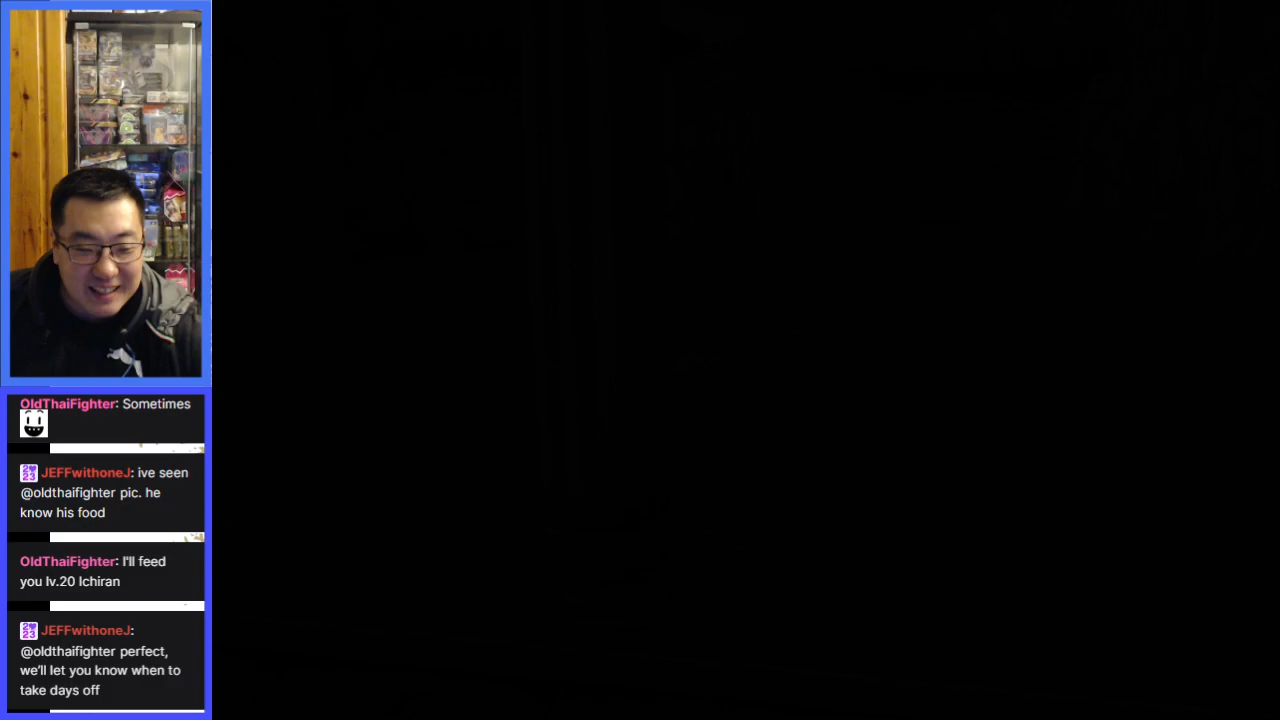 OldThaiFighter: Sometimes
JEFFwithoneJ: ive seen
@oldthaifighter pic. he
know his food
OldThaiFighter: I'll feed
you lv.20 Ichiran
JEFFwithoneJ:
@oldthaifighter perfect,
we'll let you know when to
take days off